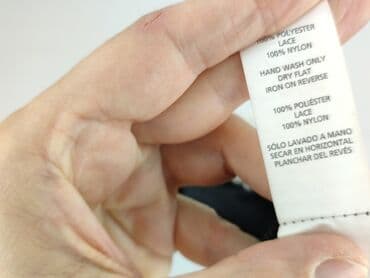 100% POLYESTER
LACE
100% NYLON
HAND WASH ONLY
DRY FLAT
IRON ON REVERSE
100% POLIÉSTER
LACE
100% NYLON
SÓLO LAVADO A MANO
SECAR EN HORIZONTAL
PLANCHAR DEL REVÉS